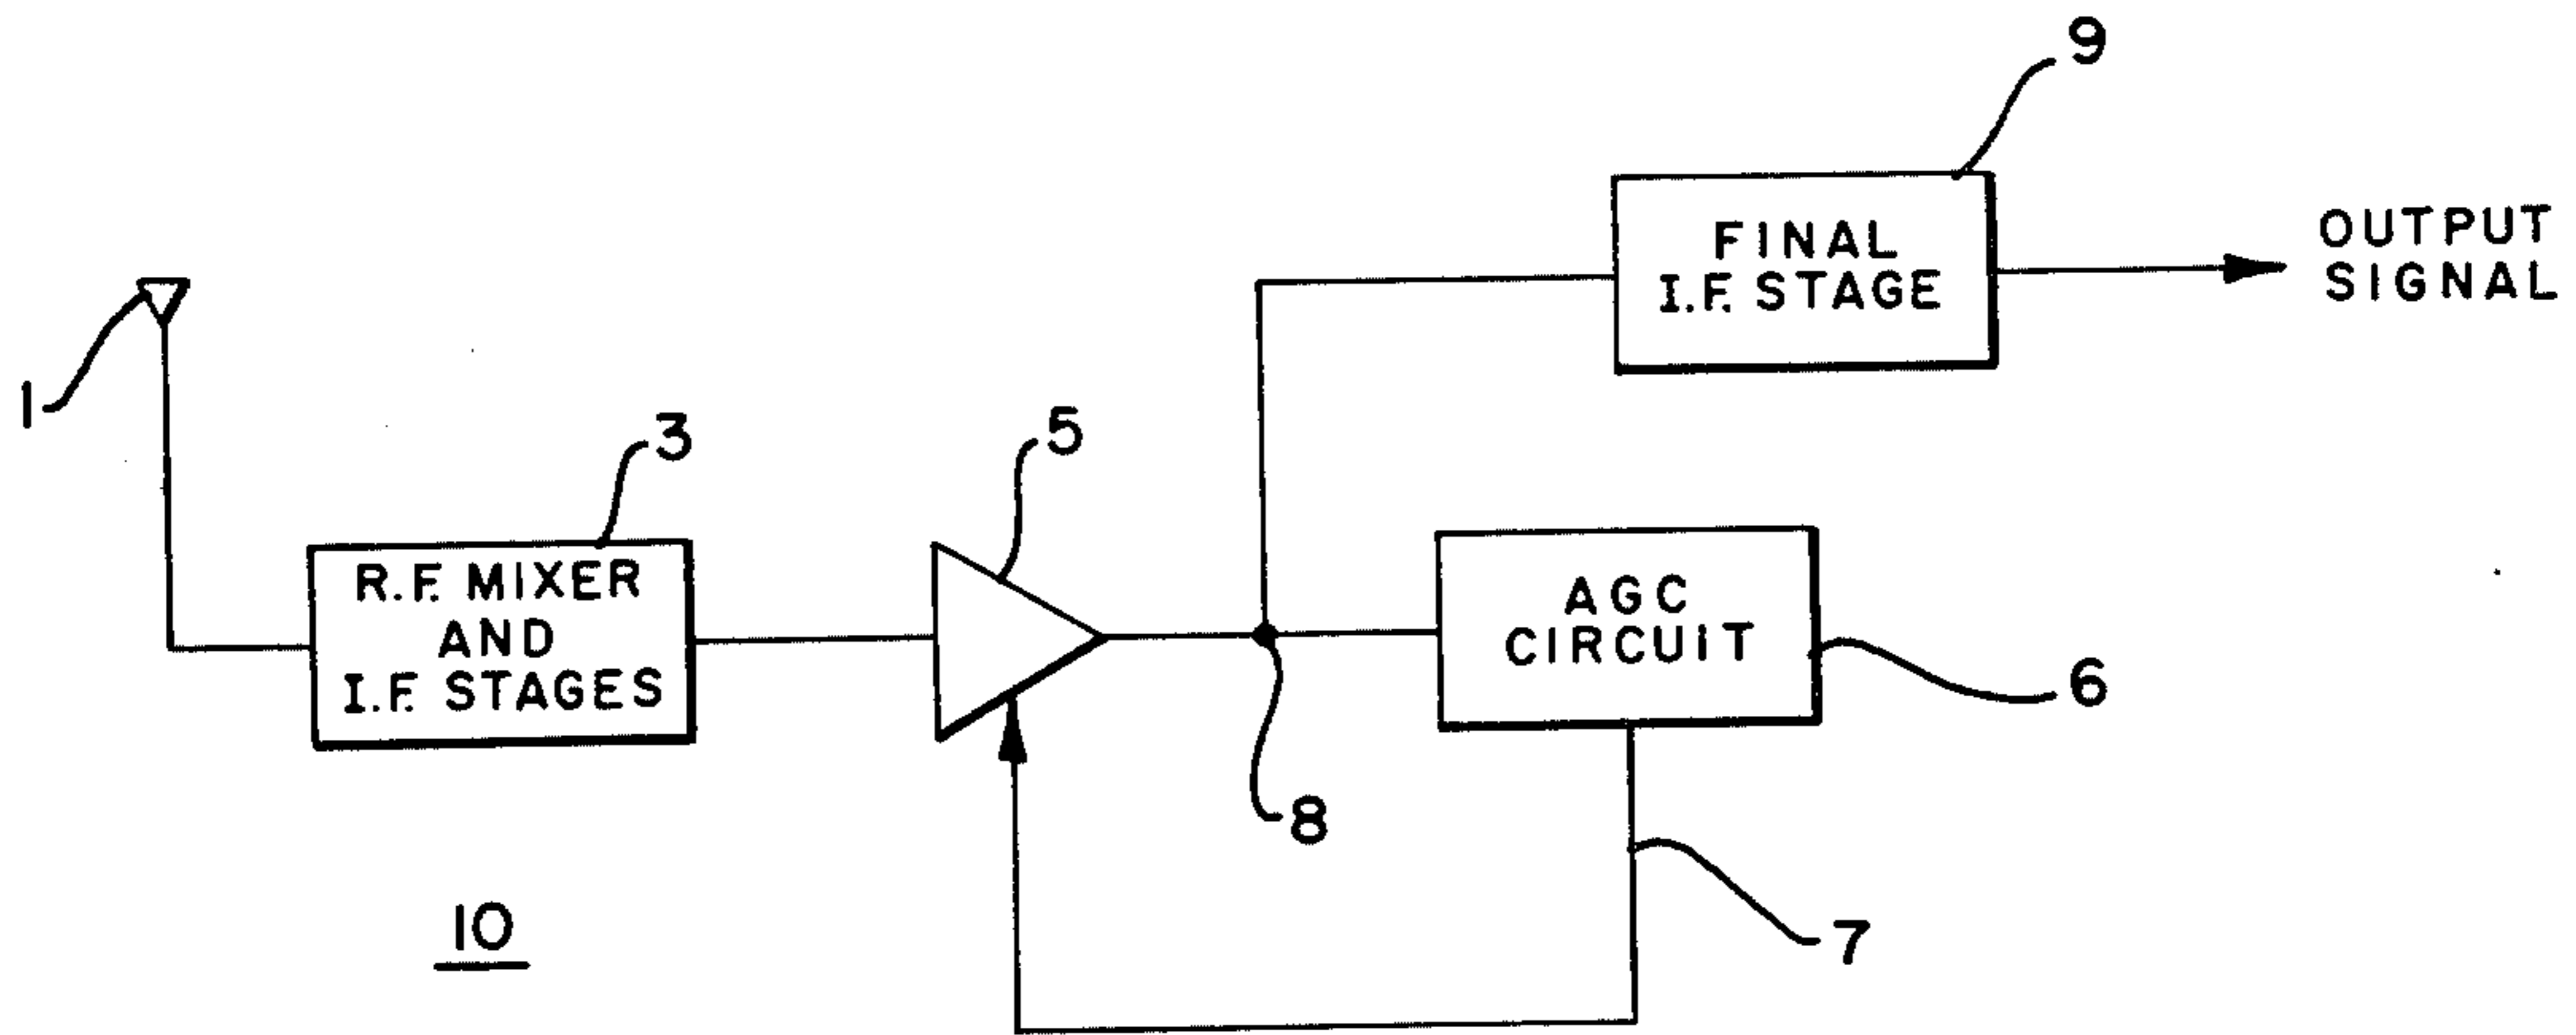 9
FINAL
I.F. STAGE
OUTPUT
SIGNAL
1
3
R.F. MIXER
AND
I.F. STAGES
5
AGC
CIRCUIT
6
8
7
10